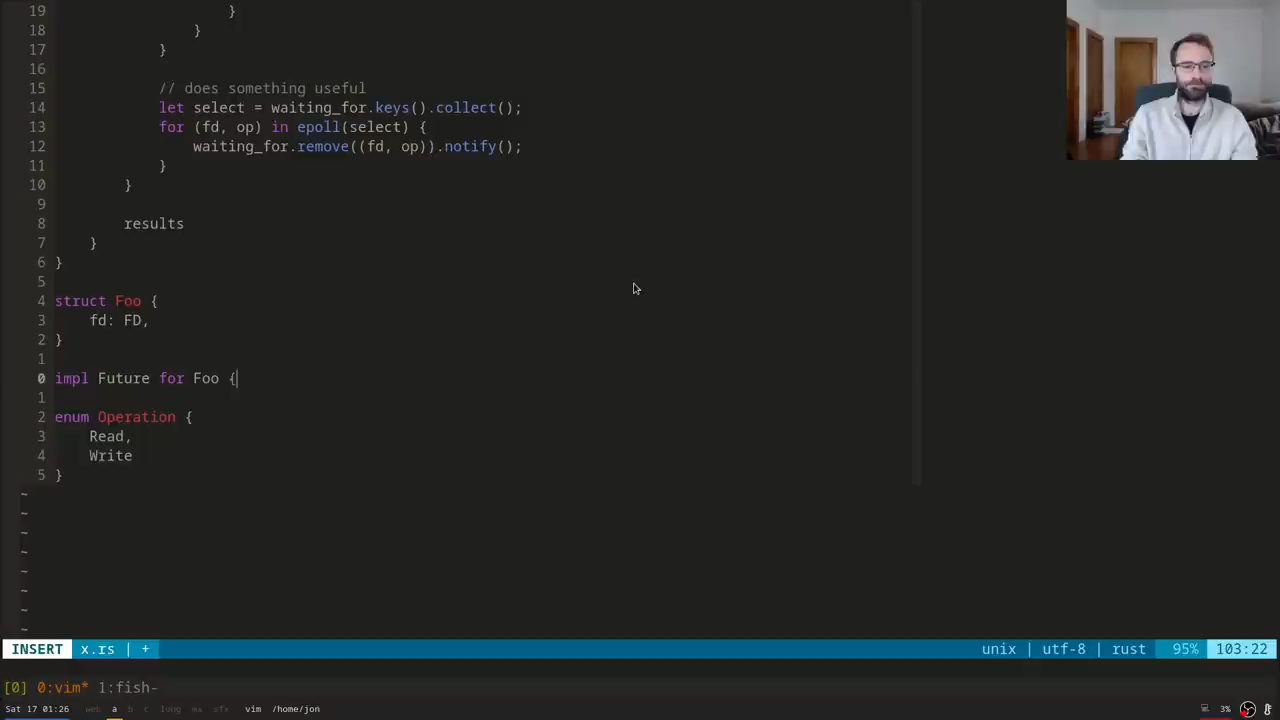 19                     }
18                 }
17             }
16
15             // does something useful
14             let select = waiting_for.keys().collect();
13             for (fd, op) in epoll(select) {
12                 waiting_for.remove((fd, op)).notify();
11             }
10         }
9
8         results
7     }
6 }
5
4 struct Foo {
3     fd: FD,
2 }
1
0 impl Future for Foo {
1
2 enum Operation {
3     Read,
4     Write
5 }
~
~
~
~
~
~
~
~
INSERT x.rs | + unix | utf-8 | rust 95% 103:22
[0] 0:vim* 1:fish-
Sat 17 01:26 web a b c lung ms sfx vim /home/jon 3%